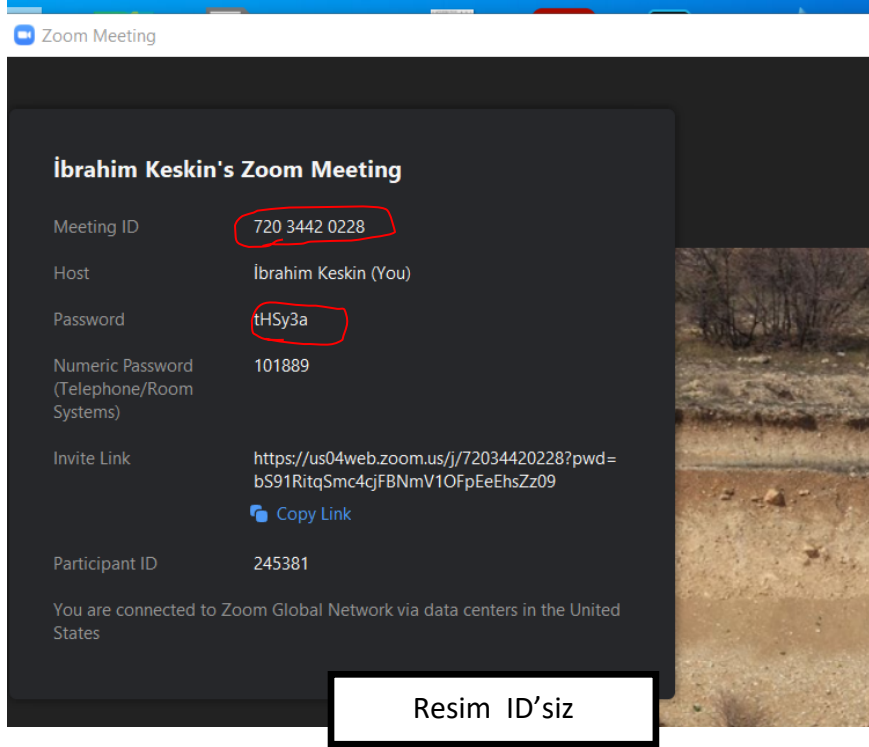 Zoom Meeting
İbrahim Keskin's Zoom Meeting
Meeting ID 720 3442 0228
Host İbrahim Keskin (You)
Password tHSy3a
Numeric Password 101889
(Telephone/Room
Systems)
Invite Link https://us04web.zoom.us/j/72034420228?pwd=
bS91RitqSmc4cjFBNmV1OFpEeEhsZz09
Copy Link
Participant ID 245381
You are connected to Zoom Global Network via data centers in the United
States
Resim ID’siz